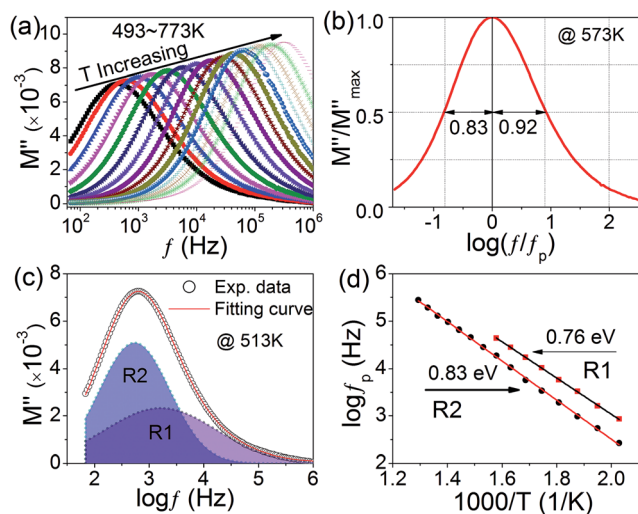 (a)
493~773K
T Increasing
M″ (×10⁻³)
10
8
6
4
2
0
10² 10³ 10⁴ 10⁵ 10⁶
f (Hz)
(b)
@ 573K
M″/M″max
1.0
0.5
0.0
0.83 0.92
-1 0 1 2
log(f/fp)
(c)
Exp. data
Fitting curve
@ 513K
M″ (×10⁻³)
8
6
4
2
0
R2
R1
2 3 4 5 6
logf (Hz)
(d)
logfp (Hz)
6
5
4
3
2
0.76 eV
R1
0.83 eV
R2
1.2 1.4 1.6 1.8 2.0
1000/T (1/K)